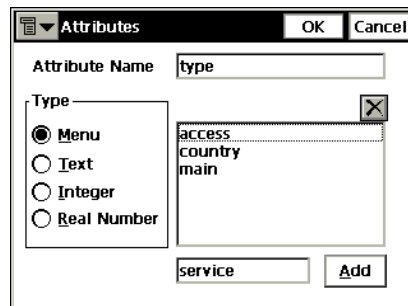 Attributes OK Cancel
Attribute Name type
Type
Menu
Text
Integer
Real Number
access
country
main
service Add